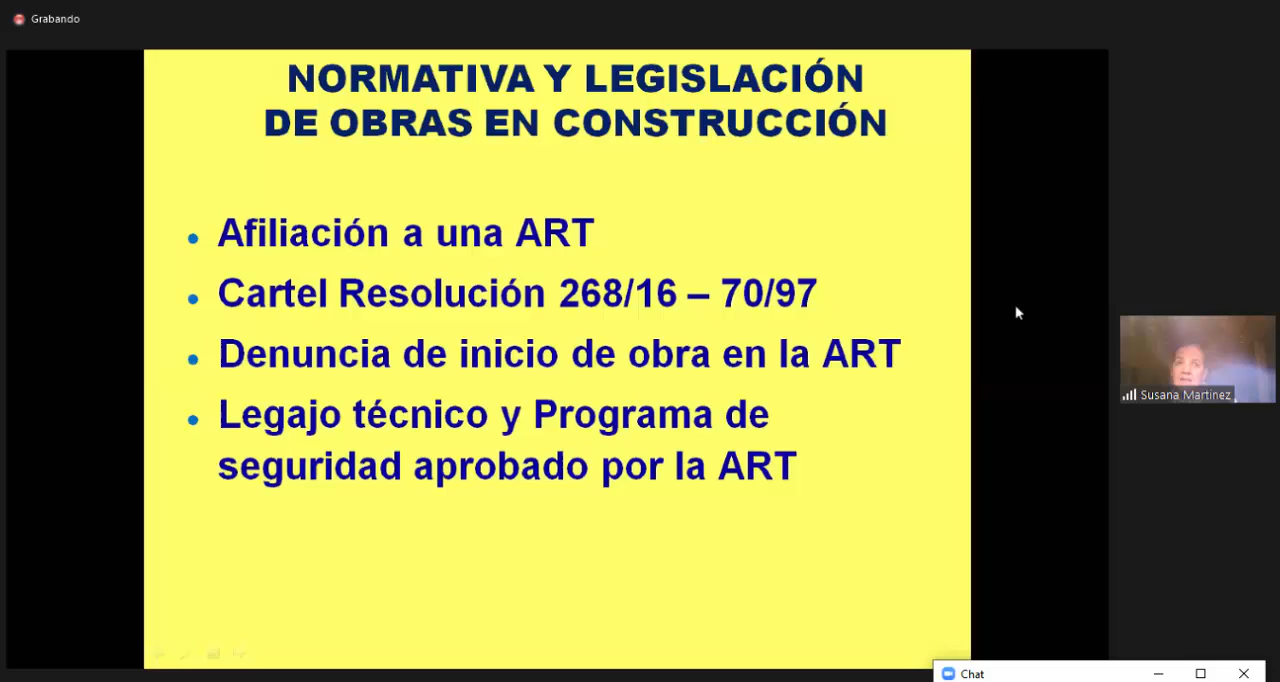 Grabando
NORMATIVA Y LEGISLACIÓN
DE OBRAS EN CONSTRUCCIÓN
• Afiliación a una ART
• Cartel Resolución 268/16 – 70/97
• Denuncia de inicio de obra en la ART
• Legajo técnico y Programa de
seguridad aprobado por la ART
Susana Martinez
Chat